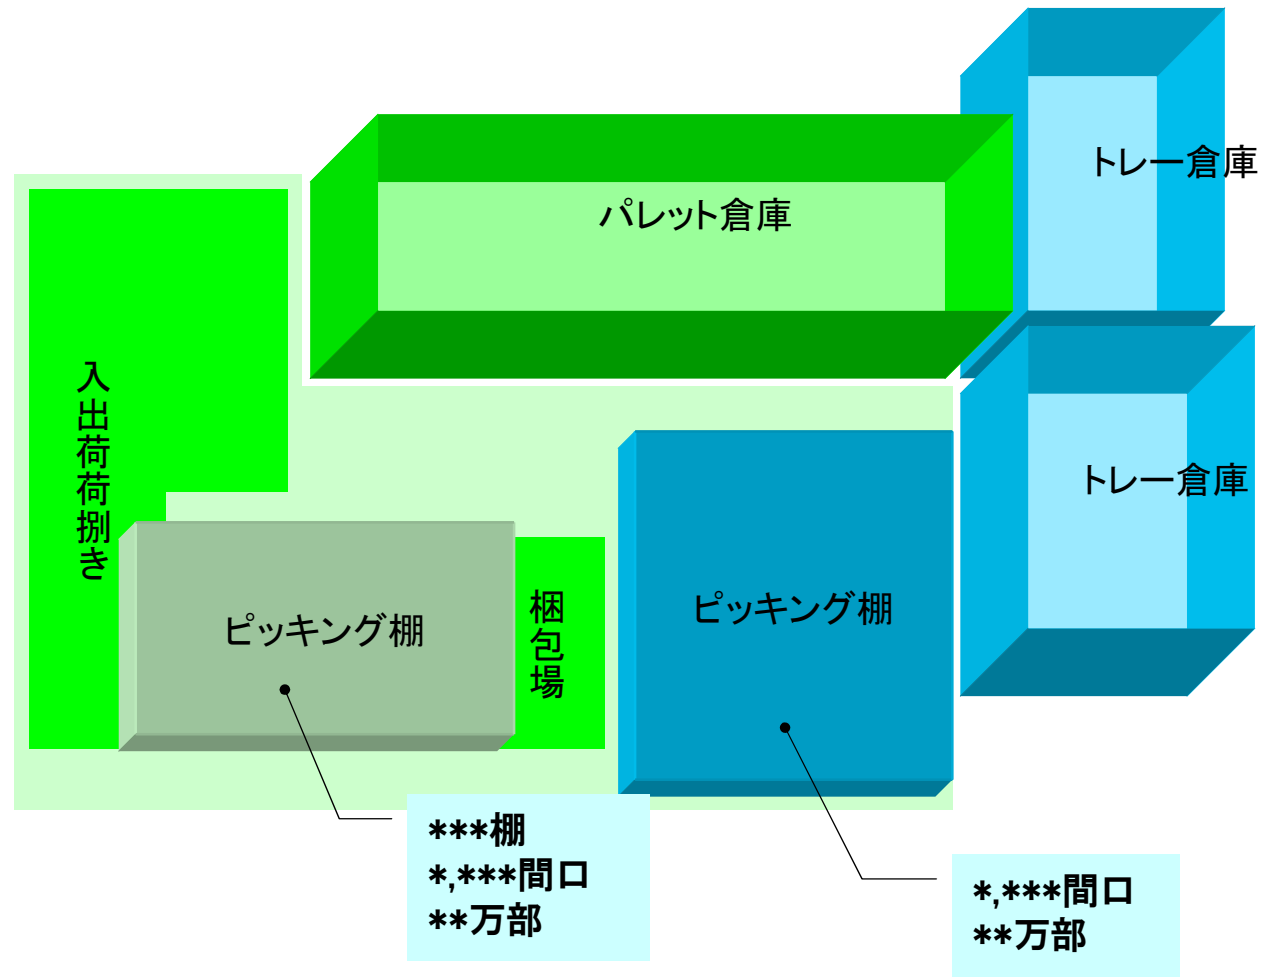 トレー倉庫
パレット倉庫
入出荷荷捌き
トレー倉庫
ピッキング棚
梱包場
ピッキング棚
***棚
*,***間口
**万部
*,***間口
**万部